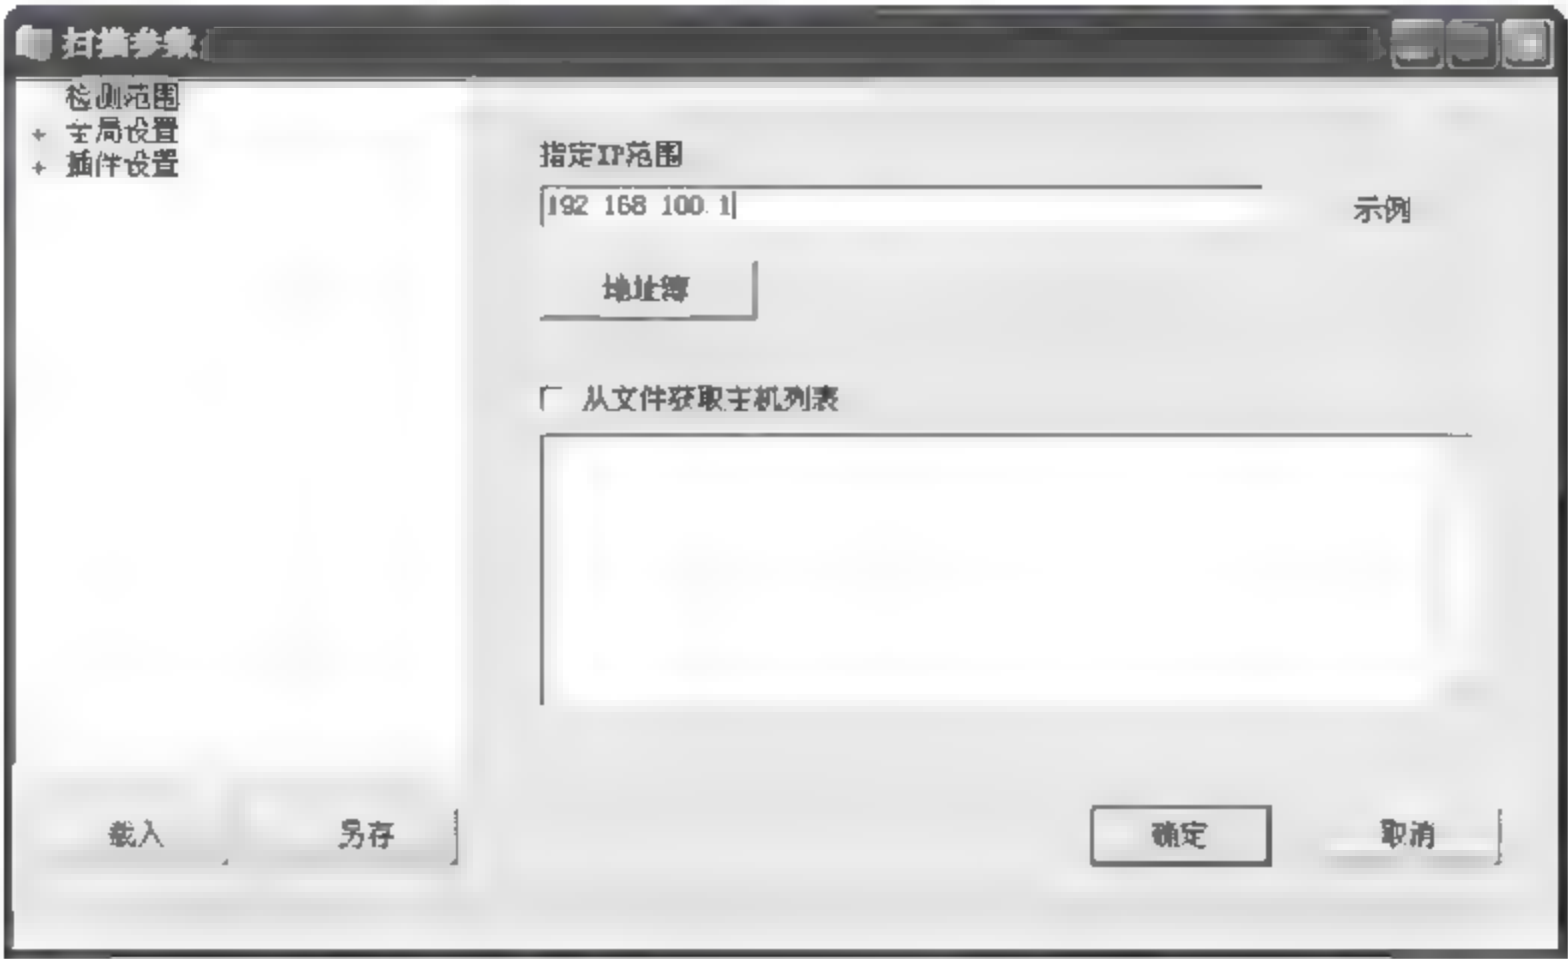 扫描参数
检测范围
全局设置
插件设置
指定IP范围
192 168 100.1
示例
地址簿
从文件获取主机列表
载入
另存
确定
取消